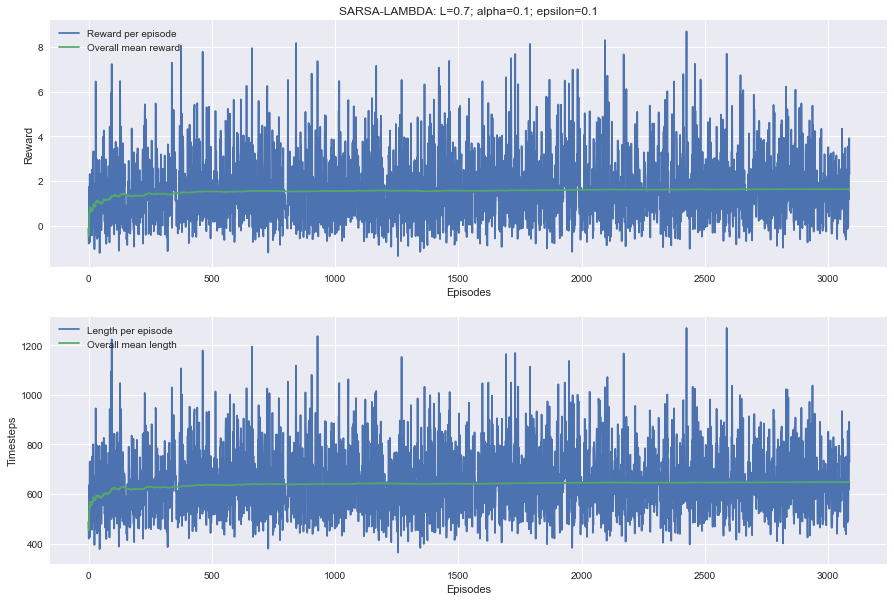 SARSA-LAMBDA: L=0.7; alpha=0.1; epsilon=0.1
Reward per episode
Overall mean reward
8
6
4
2
0
Reward
0 500 1000 1500 2000 2500 3000
Episodes
Length per episode
Overall mean length
1200
1000
800
600
400
Timesteps
0 500 1000 1500 2000 2500 3000
Episodes